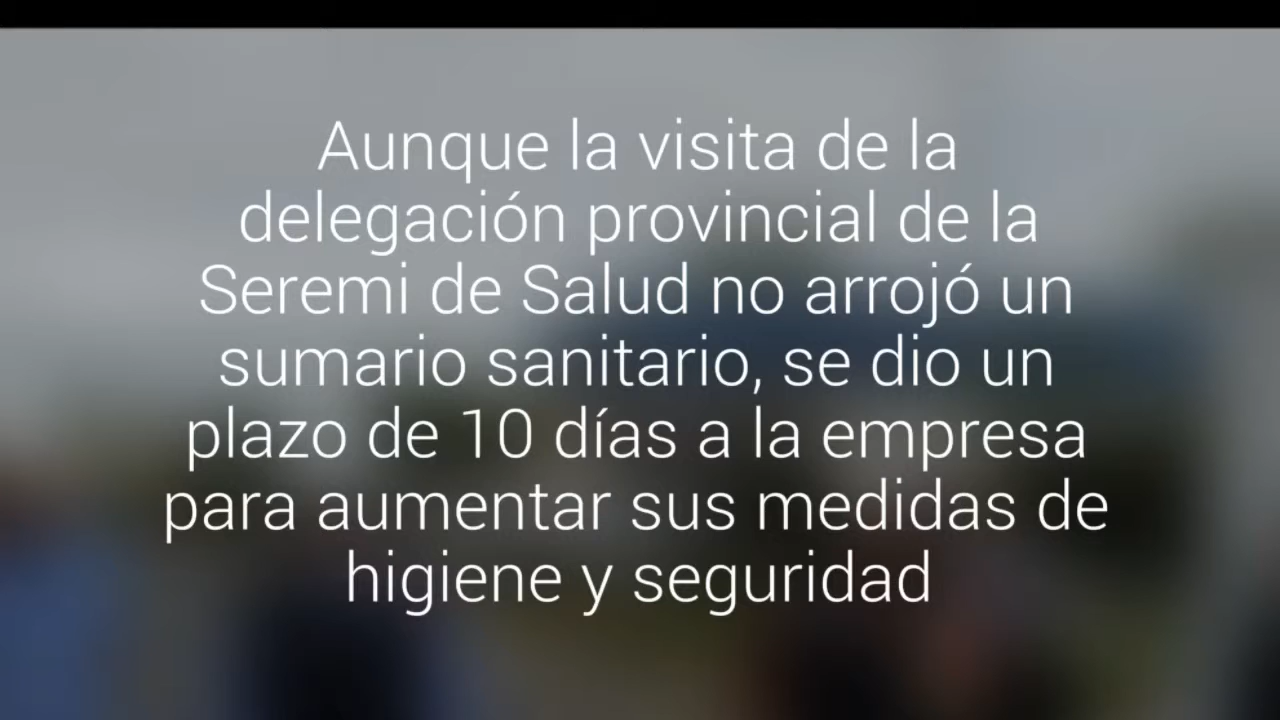 Aunque la visita de la
delegación provincial de la
Seremi de Salud no arrojó un
sumario sanitario, se dio un
plazo de 10 días a la empresa
para aumentar sus medidas de
higiene y seguridad